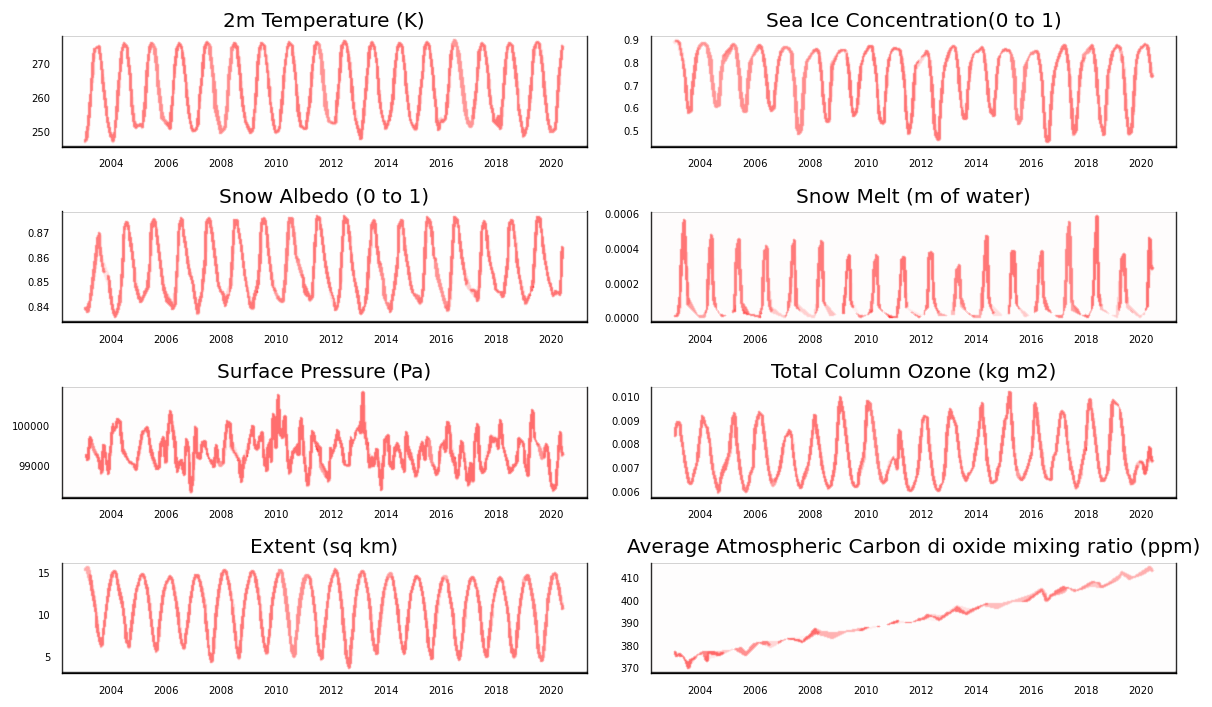 2m Temperature (K)
270
260
250
2004 2006 2008 2010 2012 2014 2016 2018 2020
Sea Ice Concentration(0 to 1)
0.9
0.8
0.7
0.6
0.5
2004 2006 2008 2010 2012 2014 2016 2018 2020
Snow Albedo (0 to 1)
0.87
0.86
0.85
0.84
2004 2006 2008 2010 2012 2014 2016 2018 2020
Snow Melt (m of water)
0.0006
0.0004
0.0002
0.0000
2004 2006 2008 2010 2012 2014 2016 2018 2020
Surface Pressure (Pa)
100000
99000
2004 2006 2008 2010 2012 2014 2016 2018 2020
Total Column Ozone (kg m2)
0.010
0.009
0.008
0.007
0.006
2004 2006 2008 2010 2012 2014 2016 2018 2020
Extent (sq km)
15
10
5
2004 2006 2008 2010 2012 2014 2016 2018 2020
Average Atmospheric Carbon di oxide mixing ratio (ppm)
410
400
390
380
370
2004 2006 2008 2010 2012 2014 2016 2018 2020